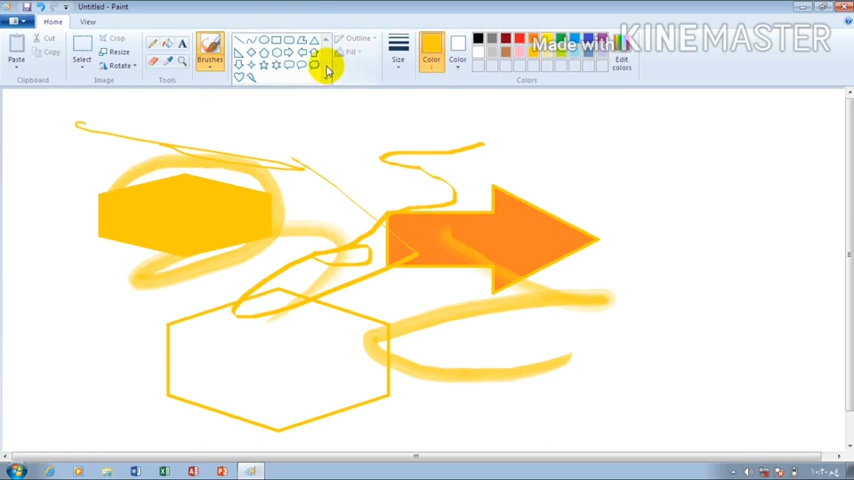 Untitled - Paint
Home
View
Cut
Copy
Paste
Clipboard
Crop
Resize
Rotate
Select
Image
Tools
Brushes
Outline
Fill
Size
Color
Color
Edit
colors
Colors
Made with KINEMASTER